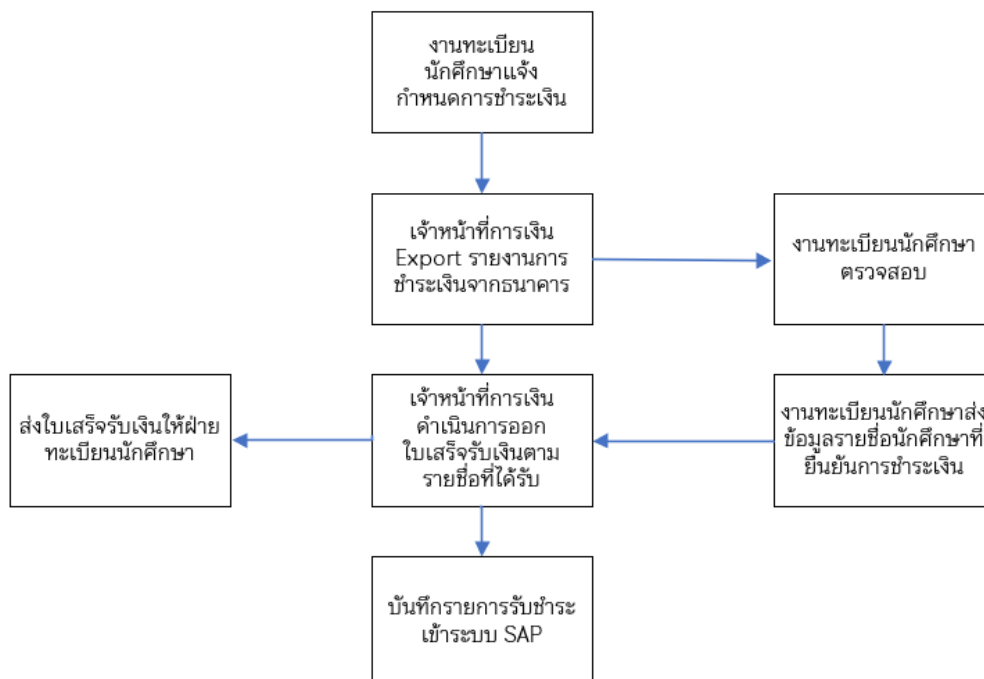 งานทะเบียน
นักศึกษาแจ้ง
กำหนดการชำระเงิน
เจ้าหน้าที่การเงิน
Export รายงานการ
ชำระเงินจากธนาคาร
งานทะเบียนนักศึกษา
ตรวจสอบ
ส่งใบเสร็จรับเงินให้ฝ่าย
ทะเบียนนักศึกษา
เจ้าหน้าที่การเงิน
ดำเนินการออก
ใบเสร็จรับเงินตาม
รายชื่อที่ได้รับ
งานทะเบียนนักศึกษาส่ง
ข้อมูลรายชื่อนักศึกษาที่
ยืนยันการชำระเงิน
บันทึกรายการรับชำระ
เข้าระบบ SAP